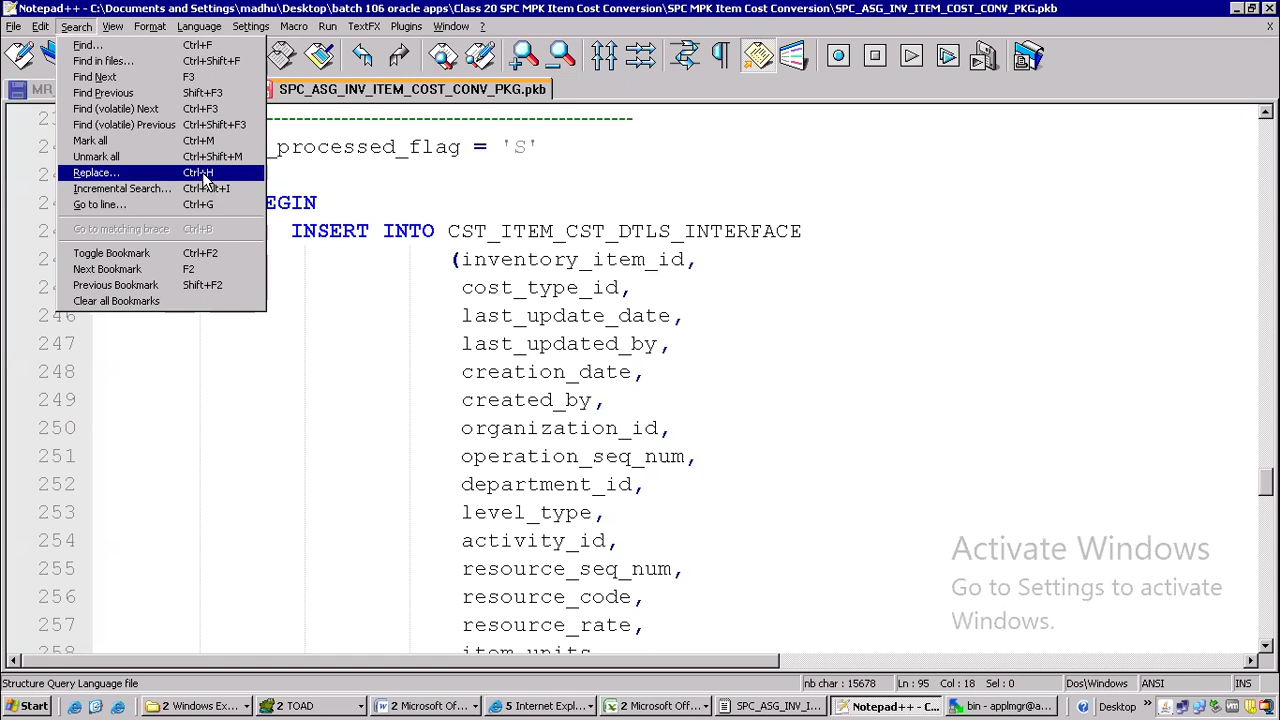 Notepad++ - C:\Documents and Settings\madhu\Desktop\batch 106 oracle apps\Class 20 SPC MPK Item Cost Conversion\SPC MPK Item Cost Conversion\SPC_ASG_INV_ITEM_COST_CONV_PKG.pkb
File Edit Search View Format Language Settings Macro Run TextFX Plugins Window ? X
MR_
SPC_ASG_INV_ITEM_COST_CONV_PKG.pkb
Find... Ctrl+F
Find in files... Ctrl+Shift+F
Find Next F3
Find Previous Shift+F3
Find (volatile) Next Ctrl+F3
Find (volatile) Previous Ctrl+Shift+F3
Mark all Ctrl+M
Unmark all Ctrl+Shift+M
Replace... Ctrl+H
Incremental Search... Ctrl+Alt+I
Go to line... Ctrl+G
Go to matching brace Ctrl+B
Toggle Bookmark Ctrl+F2
Next Bookmark F2
Previous Bookmark Shift+F2
Clear all Bookmarks
_processed_flag = 'S'
EGIN
INSERT INTO CST_ITEM_CST_DTLS_INTERFACE
(inventory_item_id,
cost_type_id,
246 last_update_date,
247 last_updated_by,
248 creation_date,
249 created_by,
250 organization_id,
251 operation_seq_num,
252 department_id,
253 level_type,
254 activity_id,
255 resource_seq_num,
256 resource_code,
257 resource_rate,
258 item_units
Activate Windows
Go to Settings to activate
Windows.
Structure Query Language file nb char : 15678 Ln : 95 Col : 18 Sel : 0 Dos\Windows ANSI INS
Start 2 Windows Ex... 2 TOAD 2 Microsoft Of... 5 Internet Expl... 2 Microsoft Off... SPC_ASG_INV_I... Notepad++ - C... bin - applmgr@... Desktop